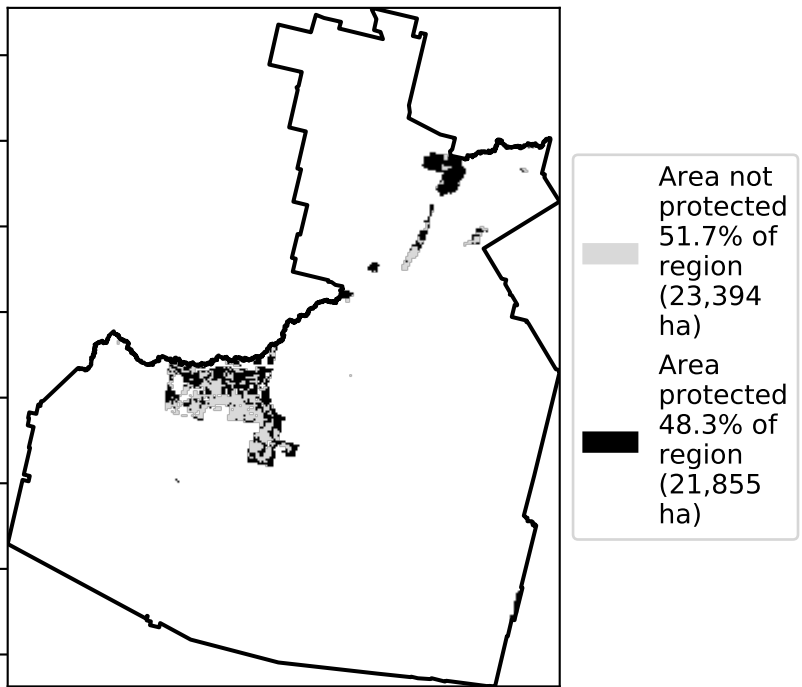 Area not
protected
51.7% of
region
(23,394
ha)
Area
protected
48.3% of
region
(21,855
ha)